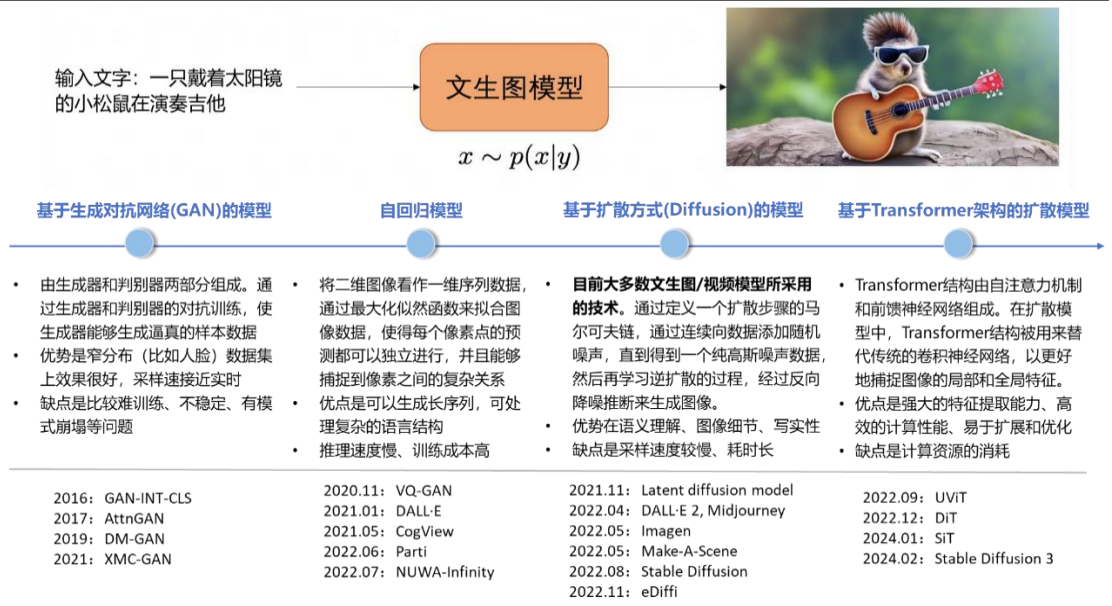 输入文字：一只戴着太阳镜
的小松鼠在演奏吉他
文生图模型
x ~ p(x|y)
基于生成对抗网络(GAN)的模型
• 由生成器和判别器两部分组成。通
过生成器和判别器的对抗训练，使
生成器能够生成逼真的样本数据
• 优势是窄分布（比如人脸）数据集
上效果很好，采样速接近实时
• 缺点是比较难训练、不稳定、有模
式崩塌等问题
2016：GAN-INT-CLS
2017：AttnGAN
2019：DM-GAN
2021：XMC-GAN
自回归模型
• 将二维图像看作一维序列数据，
通过最大化似然函数来拟合图
像数据，使得每个像素点的预
测都可以独立进行，并且能够
捕捉到像素之间的复杂关系
• 优点是可以生成长序列，可处
理复杂的语言结构
• 推理速度慢、训练成本高
2020.11：VQ-GAN
2021.01：DALL·E
2021.05：CogView
2022.06：Parti
2022.07：NUWA-Infinity
基于扩散方式(Diffusion)的模型
• 目前大多数文生图/视频模型所采用
的技术。通过定义一个扩散步骤的马
尔可夫链，通过连续向数据添加随机
噪声，直到得到一个纯高斯噪声数据，
然后再学习逆扩散的过程，经过反向
降噪推断来生成图像。
• 优势在语义理解、图像细节、写实性
• 缺点是采样速度较慢、耗时长
2021.11：Latent diffusion model
2022.04：DALL·E 2, Midjourney
2022.05：Imagen
2022.05：Make-A-Scene
2022.08：Stable Diffusion
2022.11：eDiffi
基于Transformer架构的扩散模型
• Transformer结构由自注意力机制
和前馈神经网络组成。在扩散模
型中，Transformer结构被用来替
代传统的卷积神经网络，以更好
地捕捉图像的局部和全局特征。
• 优点是强大的特征提取能力、高
效的计算性能、易于扩展和优化
• 缺点是计算资源的消耗
2022.09：UViT
2022.12：DiT
2024.01：SiT
2024.02：Stable Diffusion 3